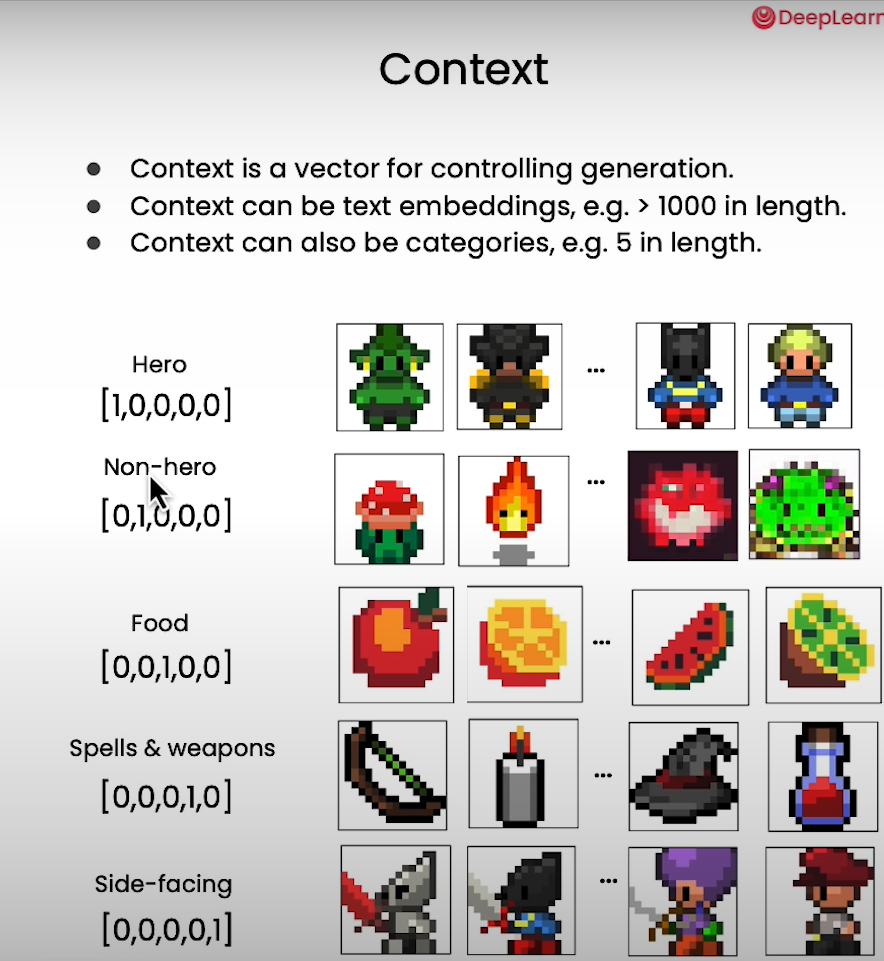 DeepLearn
Context
● Context is a vector for controlling generation.
● Context can be text embeddings, e.g. > 1000 in length.
● Context can also be categories, e.g. 5 in length.
Hero
[1,0,0,0,0]
...
Non-hero
[0,1,0,0,0]
...
Food
[0,0,1,0,0]
...
Spells & weapons
[0,0,0,1,0]
...
Side-facing
[0,0,0,0,1]
...